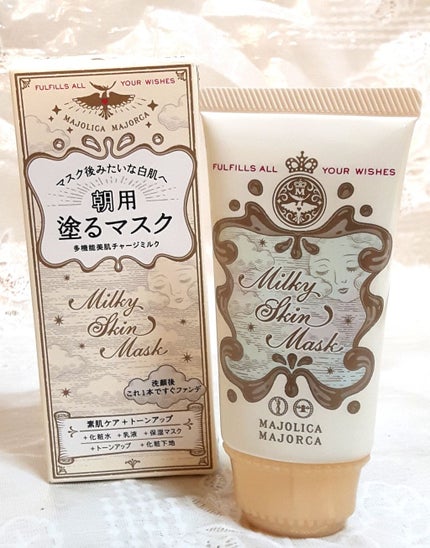 FULFILLS ALL YOUR WISHES
MAJOLICA MAJORCA
マスク後みたいな白肌へ
朝用
塗るマスク
多機能美肌チャージミルク
Milky
Skin
Mask
洗顔後
これ1本ですぐファンデ
素肌ケア+トーンアップ
+化粧水 +乳液 +保湿マスク
+トーンアップ +化粧下地
FULFILLS ALL YOUR WISHES
M
Milky
Skin
Mask
MAJOLICA
MAJORCA